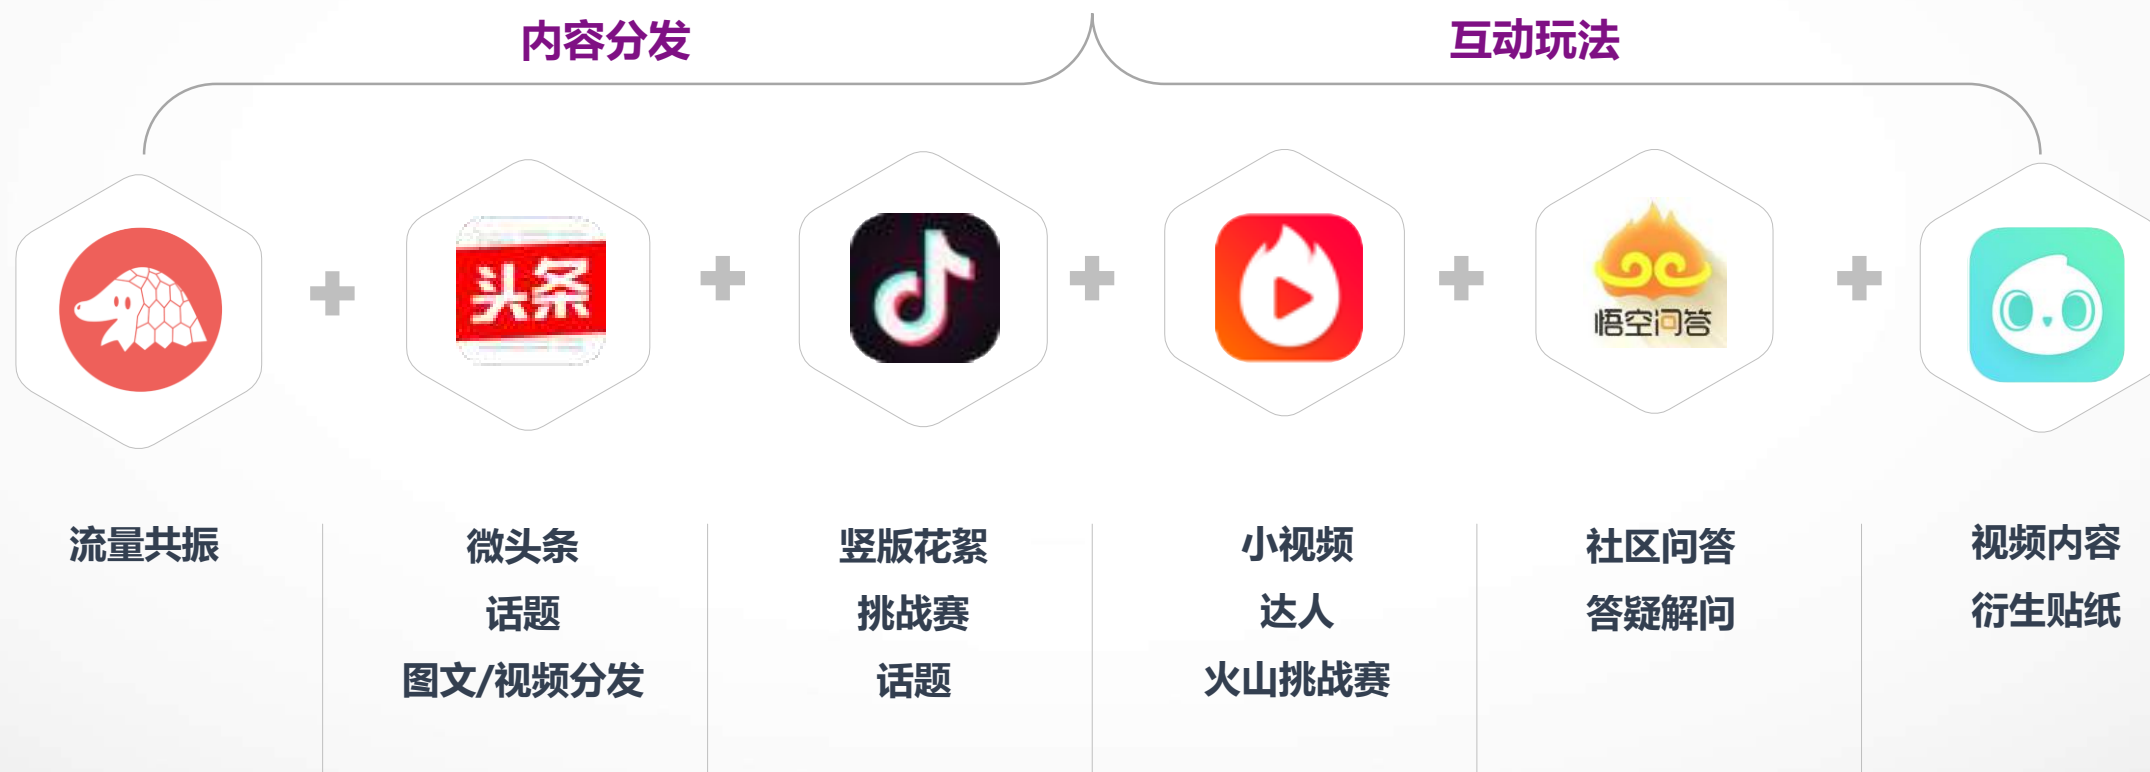 内容分发
互动玩法
头条
悟空问答
流量共振
微头条
话题
图文/视频分发
竖版花絮
挑战赛
话题
小视频
达人
火山挑战赛
社区问答
答疑解问
视频内容
衍生贴纸